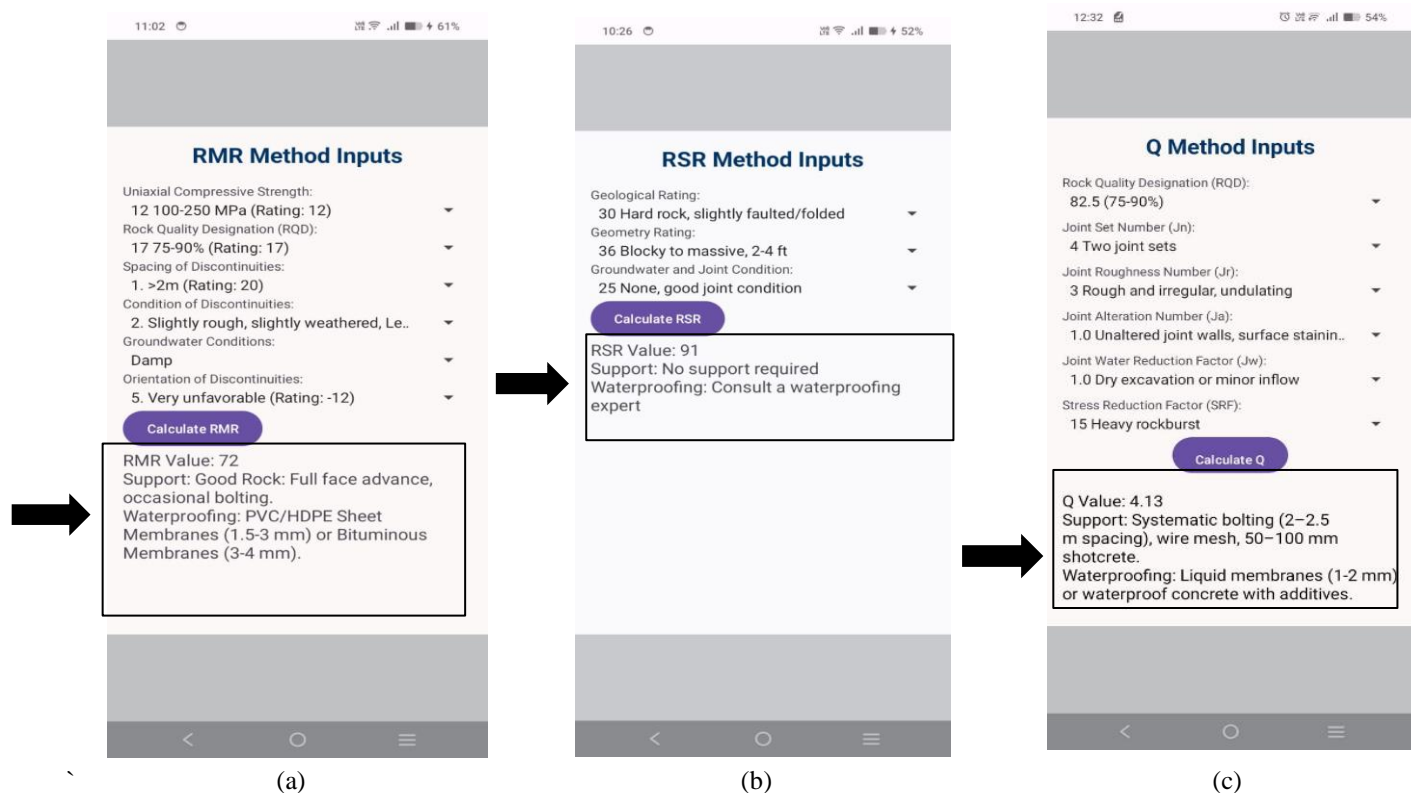 11:02 61%
RMR Method Inputs
Uniaxial Compressive Strength:
12 100-250 MPa (Rating: 12)
Rock Quality Designation (RQD):
17 75-90% (Rating: 17)
Spacing of Discontinuities:
1. >2m (Rating: 20)
Condition of Discontinuities:
2. Slightly rough, slightly weathered, Le..
Groundwater Conditions:
Damp
Orientation of Discontinuities:
5. Very unfavorable (Rating: -12)
Calculate RMR
RMR Value: 72
Support: Good Rock: Full face advance,
occasional bolting.
Waterproofing: PVC/HDPE Sheet
Membranes (1.5-3 mm) or Bituminous
Membranes (3-4 mm).
` (a)
10:26 52%
RSR Method Inputs
Geological Rating:
30 Hard rock, slightly faulted/folded
Geometry Rating:
36 Blocky to massive, 2-4 ft
Groundwater and Joint Condition:
25 None, good joint condition
Calculate RSR
RSR Value: 91
Support: No support required
Waterproofing: Consult a waterproofing
expert
(b)
12:32 54%
Q Method Inputs
Rock Quality Designation (RQD):
82.5 (75-90%)
Joint Set Number (Jn):
4 Two joint sets
Joint Roughness Number (Jr):
3 Rough and irregular, undulating
Joint Alteration Number (Ja):
1.0 Unaltered joint walls, surface stainin..
Joint Water Reduction Factor (Jw):
1.0 Dry excavation or minor inflow
Stress Reduction Factor (SRF):
15 Heavy rockburst
Calculate Q
Q Value: 4.13
Support: Systematic bolting (2–2.5
m spacing), wire mesh, 50–100 mm
shotcrete.
Waterproofing: Liquid membranes (1-2 mm)
or waterproof concrete with additives.
(c)